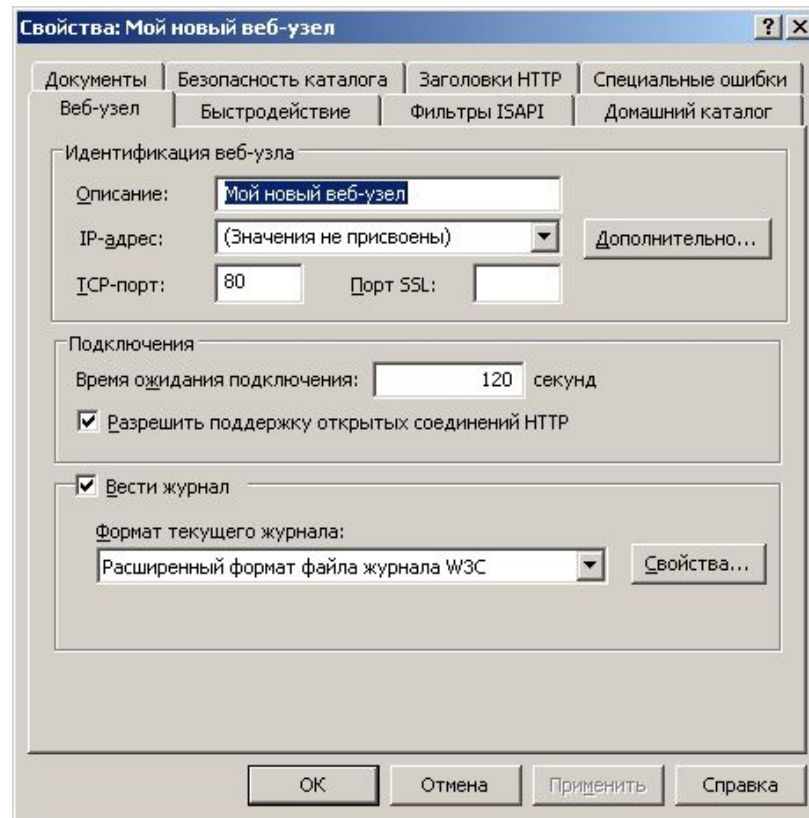 Свойства: Мой новый веб-узел
Документы Безопасность каталога Заголовки HTTP Специальные ошибки
Веб-узел Быстродействие Фильтры ISAPI Домашний каталог
Идентификация веб-узла
Описание: Мой новый веб-узел
IP-адрес: (Значения не присвоены) Дополнительно...
TCP-порт: 80 Порт SSL:
Подключения
Время ожидания подключения: 120 секунд
Разрешить поддержку открытых соединений HTTP
Вести журнал
Формат текущего журнала:
Расширенный формат файла журнала W3C Свойства...
ОК Отмена Применить Справка